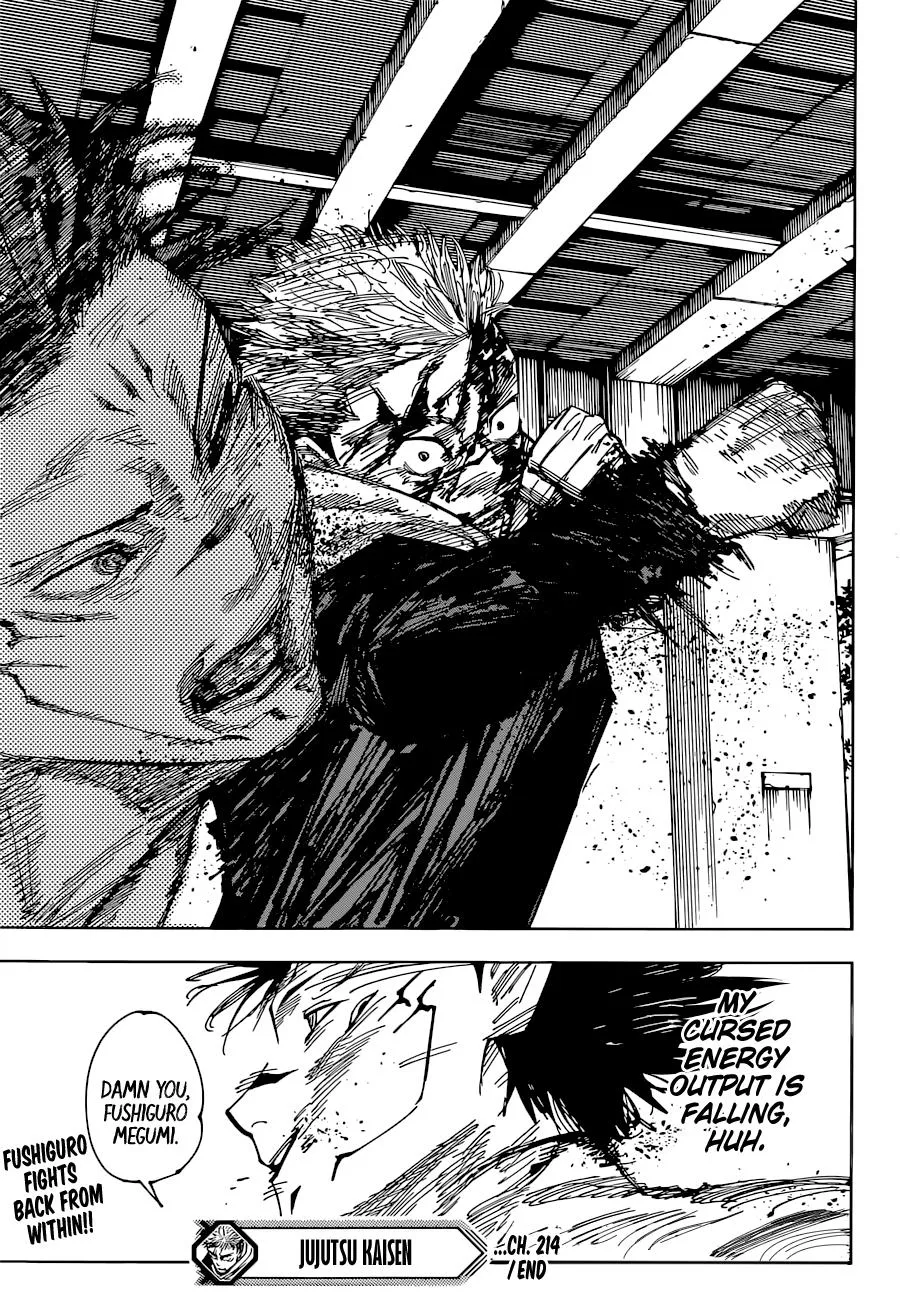 MY
CURSED
ENERGY
OUTPUT IS
FALLING,
HUH.
DAMN YOU,
FUSHIGURO
MEGUMI.
FUSHIGURO
FIGHTS
BACK FROM
WITHIN!!
JUJUTSU KAISEN
...CH. 214
/ END